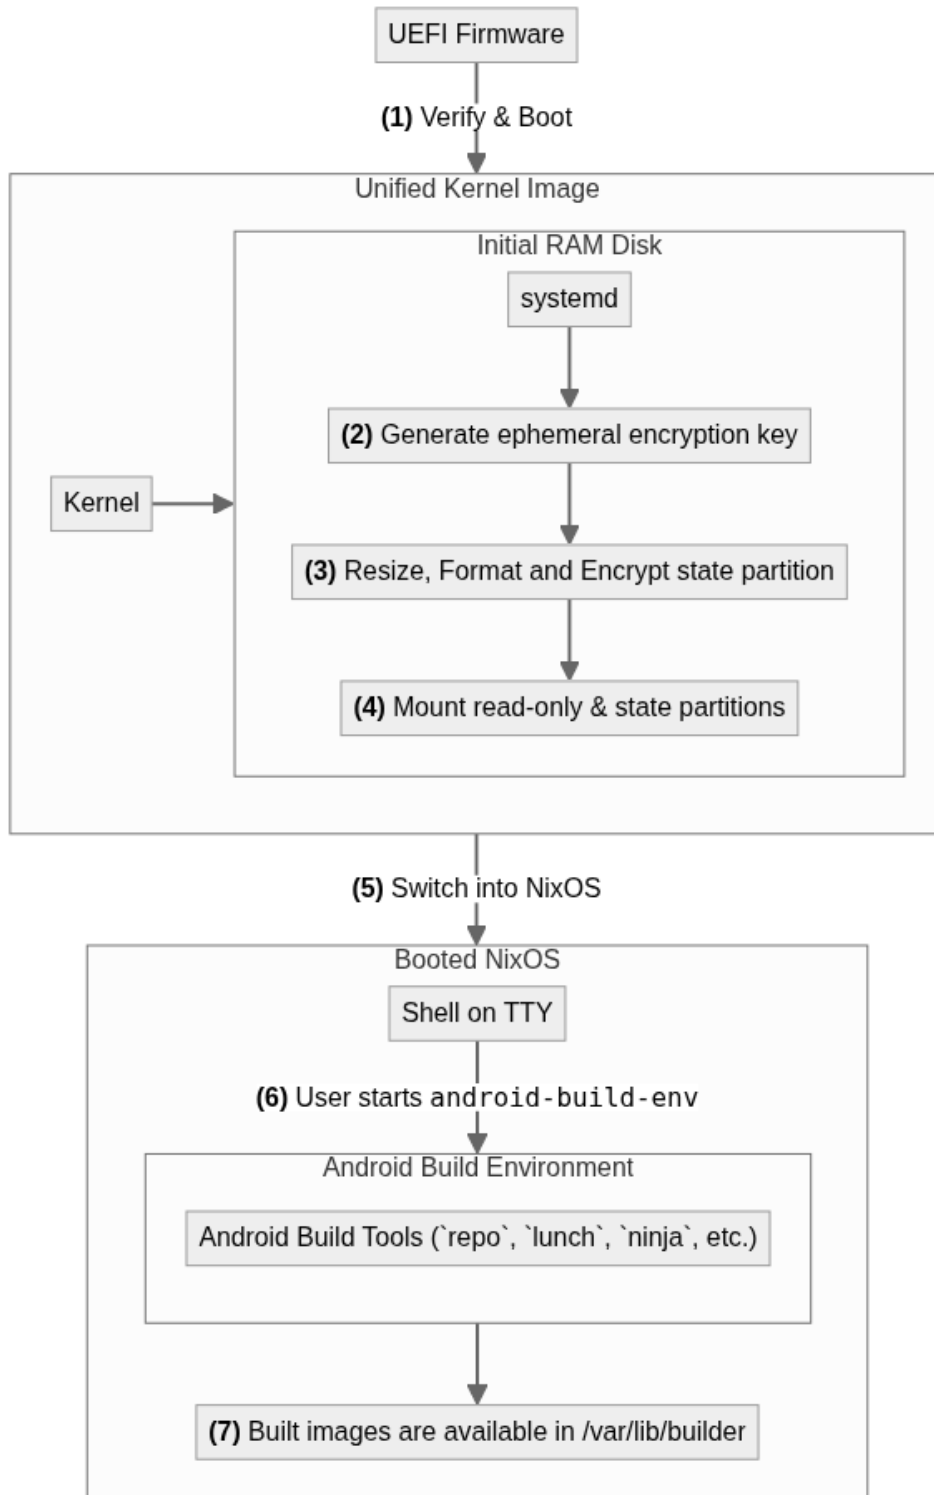 UEFI Firmware
(1) Verify & Boot
Unified Kernel Image
Initial RAM Disk
systemd
(2) Generate ephemeral encryption key
Kernel
(3) Resize, Format and Encrypt state partition
(4) Mount read-only & state partitions
(5) Switch into NixOS
Booted NixOS
Shell on TTY
(6) User starts android-build-env
Android Build Environment
Android Build Tools (`repo`, `lunch`, `ninja`, etc.)
(7) Built images are available in /var/lib/builder